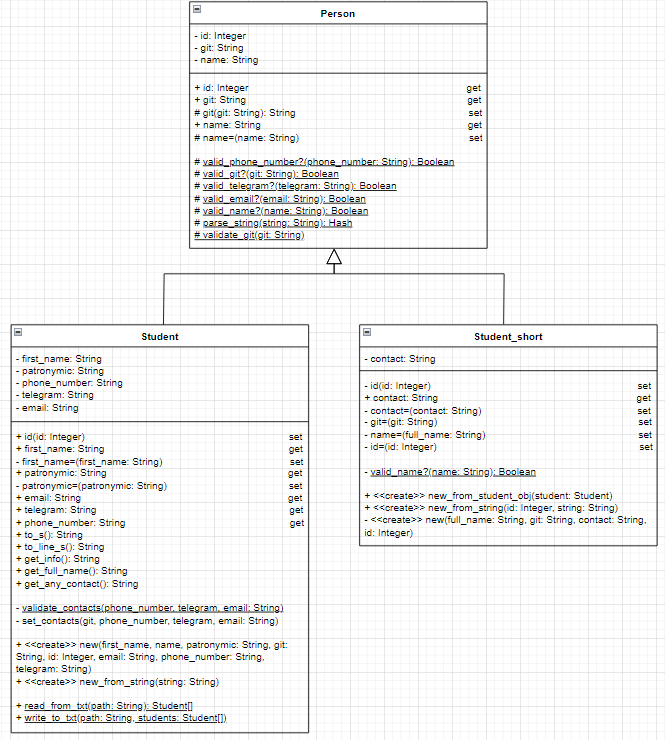 Person
- id: Integer
- git: String
- name: String
+ id: Integer get
+ git: String get
# git(git: String): String set
+ name: String get
# name=(name: String) set
# valid_phone_number?(phone_number: String): Boolean
# valid_git?(git: String): Boolean
# valid_telegram?(telegram: String): Boolean
# valid_email?(email: String): Boolean
# valid_name?(name: String): Boolean
# parse_string(string: String): Hash
# validate_git(git: String)
Student
- first_name: String
- patronymic: String
- phone_number: String
- telegram: String
- email: String
+ id(id: Integer) set
+ first_name: String get
- first_name=(first_name: String) set
+ patronymic: String get
- patronymic=(patronymic: String) set
+ email: String get
+ telegram: String get
+ phone_number: String get
+ to_s(): String
+ to_line_s(): String
+ get_info(): String
+ get_full_name(): String
+ get_any_contact(): String
- validate_contacts(phone_number, telegram, email: String)
- set_contacts(git, phone_number, telegram, email: String)
+ <<create>> new(first_name, name, patronymic: String, git:
String, id: Integer, email: String, phone_number: String,
telegram: String)
+ <<create>> new_from_string(string: String)
+ read_from_txt(path: String): Student[]
+ write_to_txt(path: String, students: Student[])
Student_short
- contact: String
- id(id: Integer) set
+ contact: String get
- contact=(contact: String) set
- git=(git: String) set
- name=(full_name: String) set
- id=(id: Integer) set
- valid_name?(name: String): Boolean
+ <<create>> new_from_student_obj(student: Student)
+ <<create>> new_from_string(id: Integer, string: String)
- <<create>> new(full_name: String, git: String, contact: String,
id: Integer)